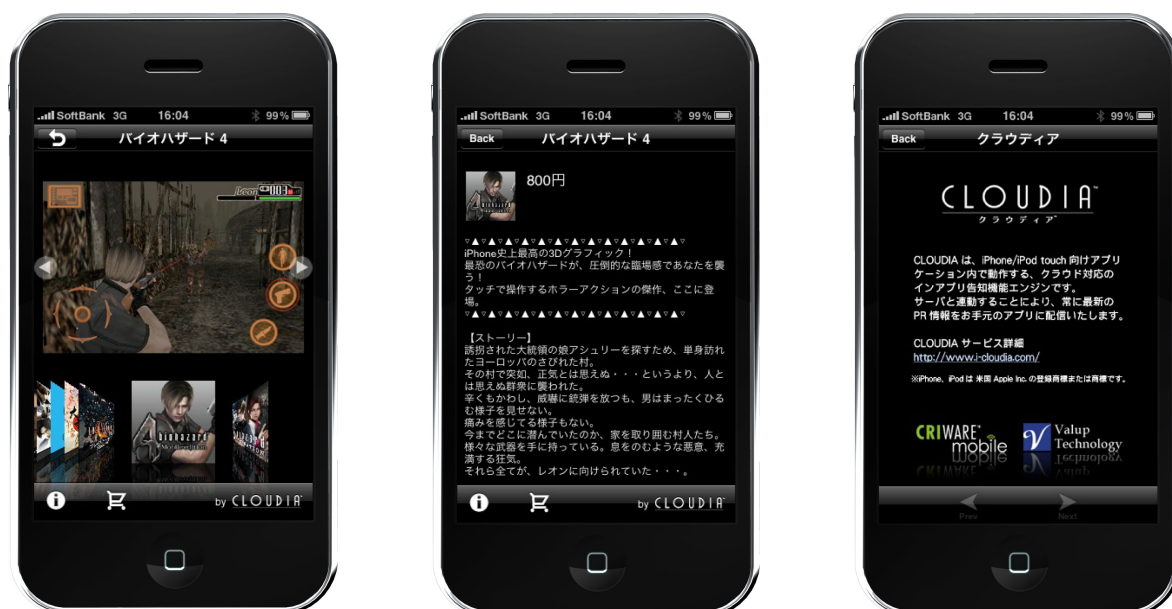 SoftBank 3G 16:04 99%
バイオハザード 4
Leon
003
biohazard
4
by CLOUDIA
SoftBank 3G 16:04 99%
Back バイオハザード 4
800円
4 biohazard
▽▲▽▲▽▲▽▲▽▲▽▲▽▲▽▲▽▲▽▲▽▲▽▲▽▲▽
iPhone史上最高の3Dグラフィック！
最恐のバイオハザードが、圧倒的な臨場感であなたを襲
う！
タッチで操作するホラーアクションの傑作、ここに登
場。
▽▲▽▲▽▲▽▲▽▲▽▲▽▲▽▲▽▲▽▲▽▲▽▲▽▲▽
【ストーリー】
誘拐された大統領の娘アシュリーを探すため、単身訪れ
たヨーロッパのさびれた村。
その村で突如、正気とは思えぬ・・・というより、人と
は思えぬ群衆に襲われた。
辛くもかわし、威嚇に銃弾を放つも、男はまったくひる
む様子を見せない。
痛みを感じてる様子もない。
今までどこに潜んでいたのか、家を取り囲む村人たち。
様々な武器を手に持っている。息をのむような悪意、充
満する狂気。
それら全てが、レオンに向けられていた・・・。
by CLOUDIA
SoftBank 3G 16:04 99%
Back クラウディア
CLOUDIA™
クラウディア
CLOUDIA は、iPhone/iPod touch 向けアプリ
ケーション内で動作する、クラウド対応の
インアプリ告知機能エンジンです。
サーバと連動することにより、常に最新の
PR 情報をお手元のアプリに配信いたします。
CLOUDIA サービス詳細
http://www.i-cloudia.com/
※iPhone、iPod は 米国 Apple Inc. の登録商標または商標です。
CRIWARE™ mobile
Valup Technology
Prev Next